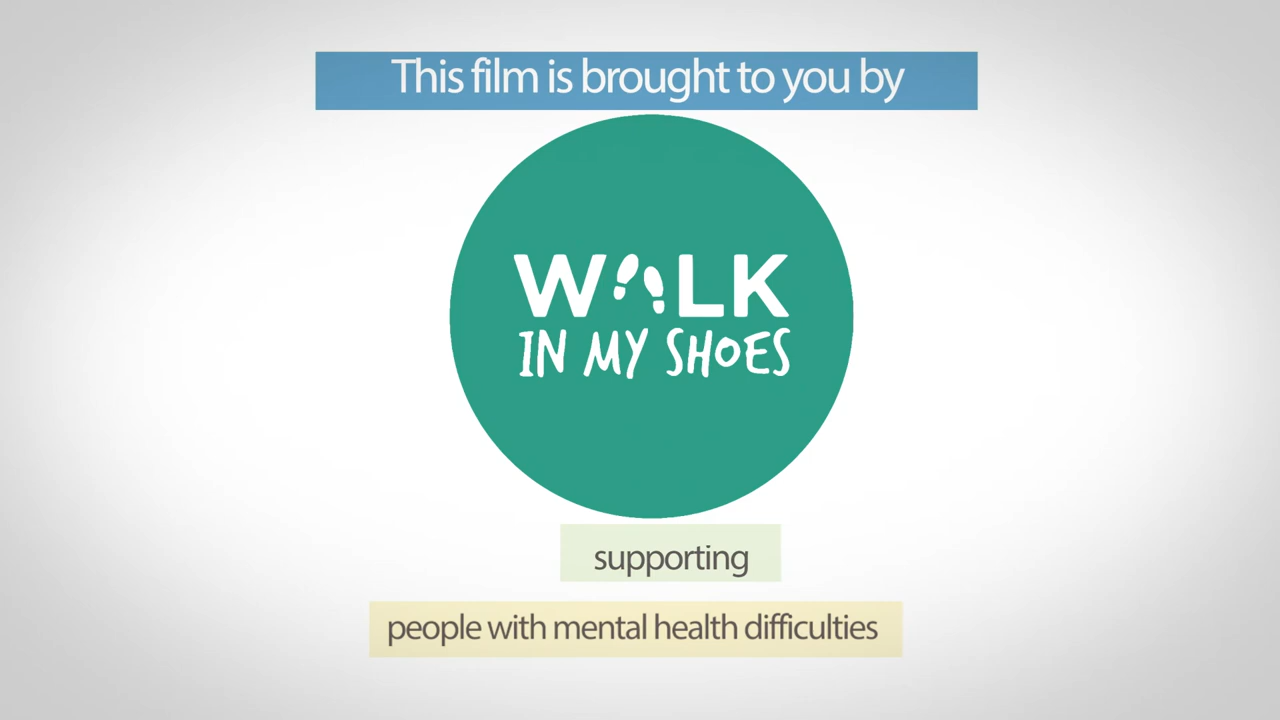 This film is brought to you by
WALK
IN MY SHOES
supporting
people with mental health difficulties